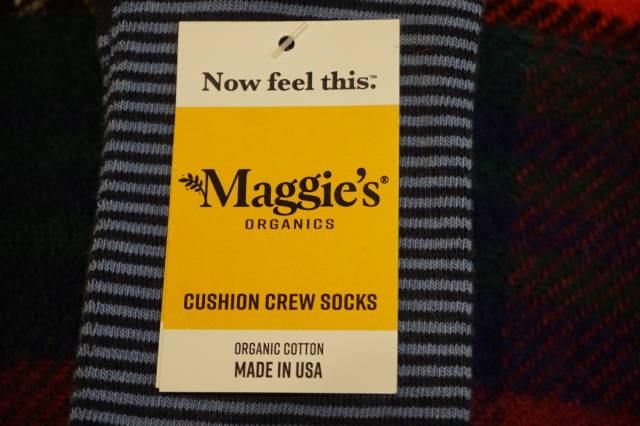 Now feel this.™
Maggie's®
ORGANICS
CUSHION CREW SOCKS
ORGANIC COTTON
MADE IN USA